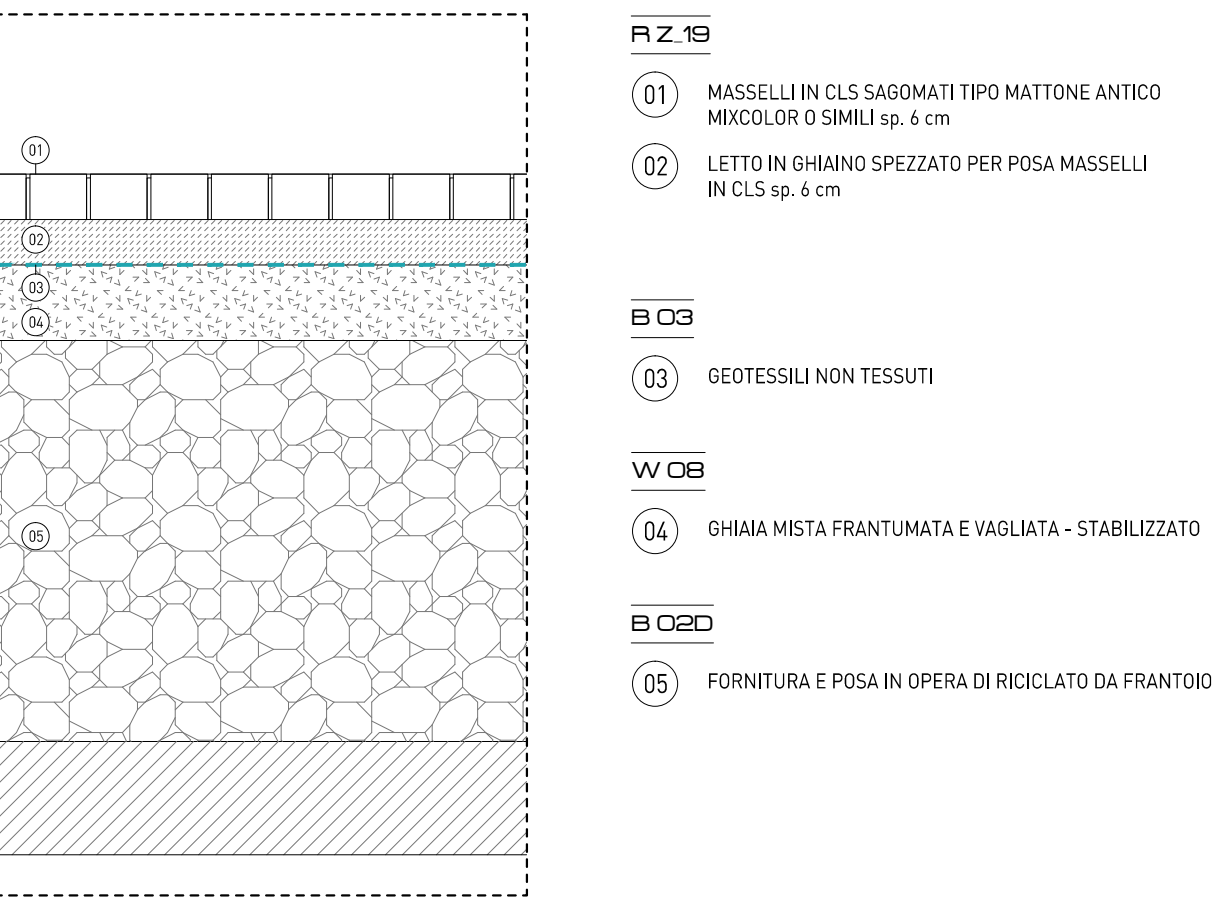 R Z_19
01
MASSELLI IN CLS SAGOMATI TIPO MATTONE ANTICO
MIXCOLOR O SIMILI sp. 6 cm
02
LETTO IN GHIAINO SPEZZATO PER POSA MASSELLI
IN CLS sp. 6 cm
B 03
03
GEOTESSILI NON TESSUTI
W 08
04
GHIAIA MISTA FRANTUMATA E VAGLIATA - STABILIZZATO
B 02D
05
FORNITURA E POSA IN OPERA DI RICICLATO DA FRANTOIO
01
02
03
04
05